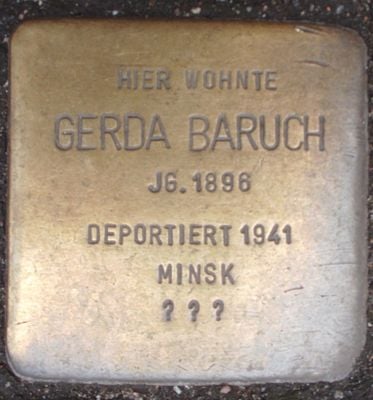 HIER WOHNTE
GERDA BARUCH
JG. 1896
DEPORTIERT 1941
MINSK
? ? ?